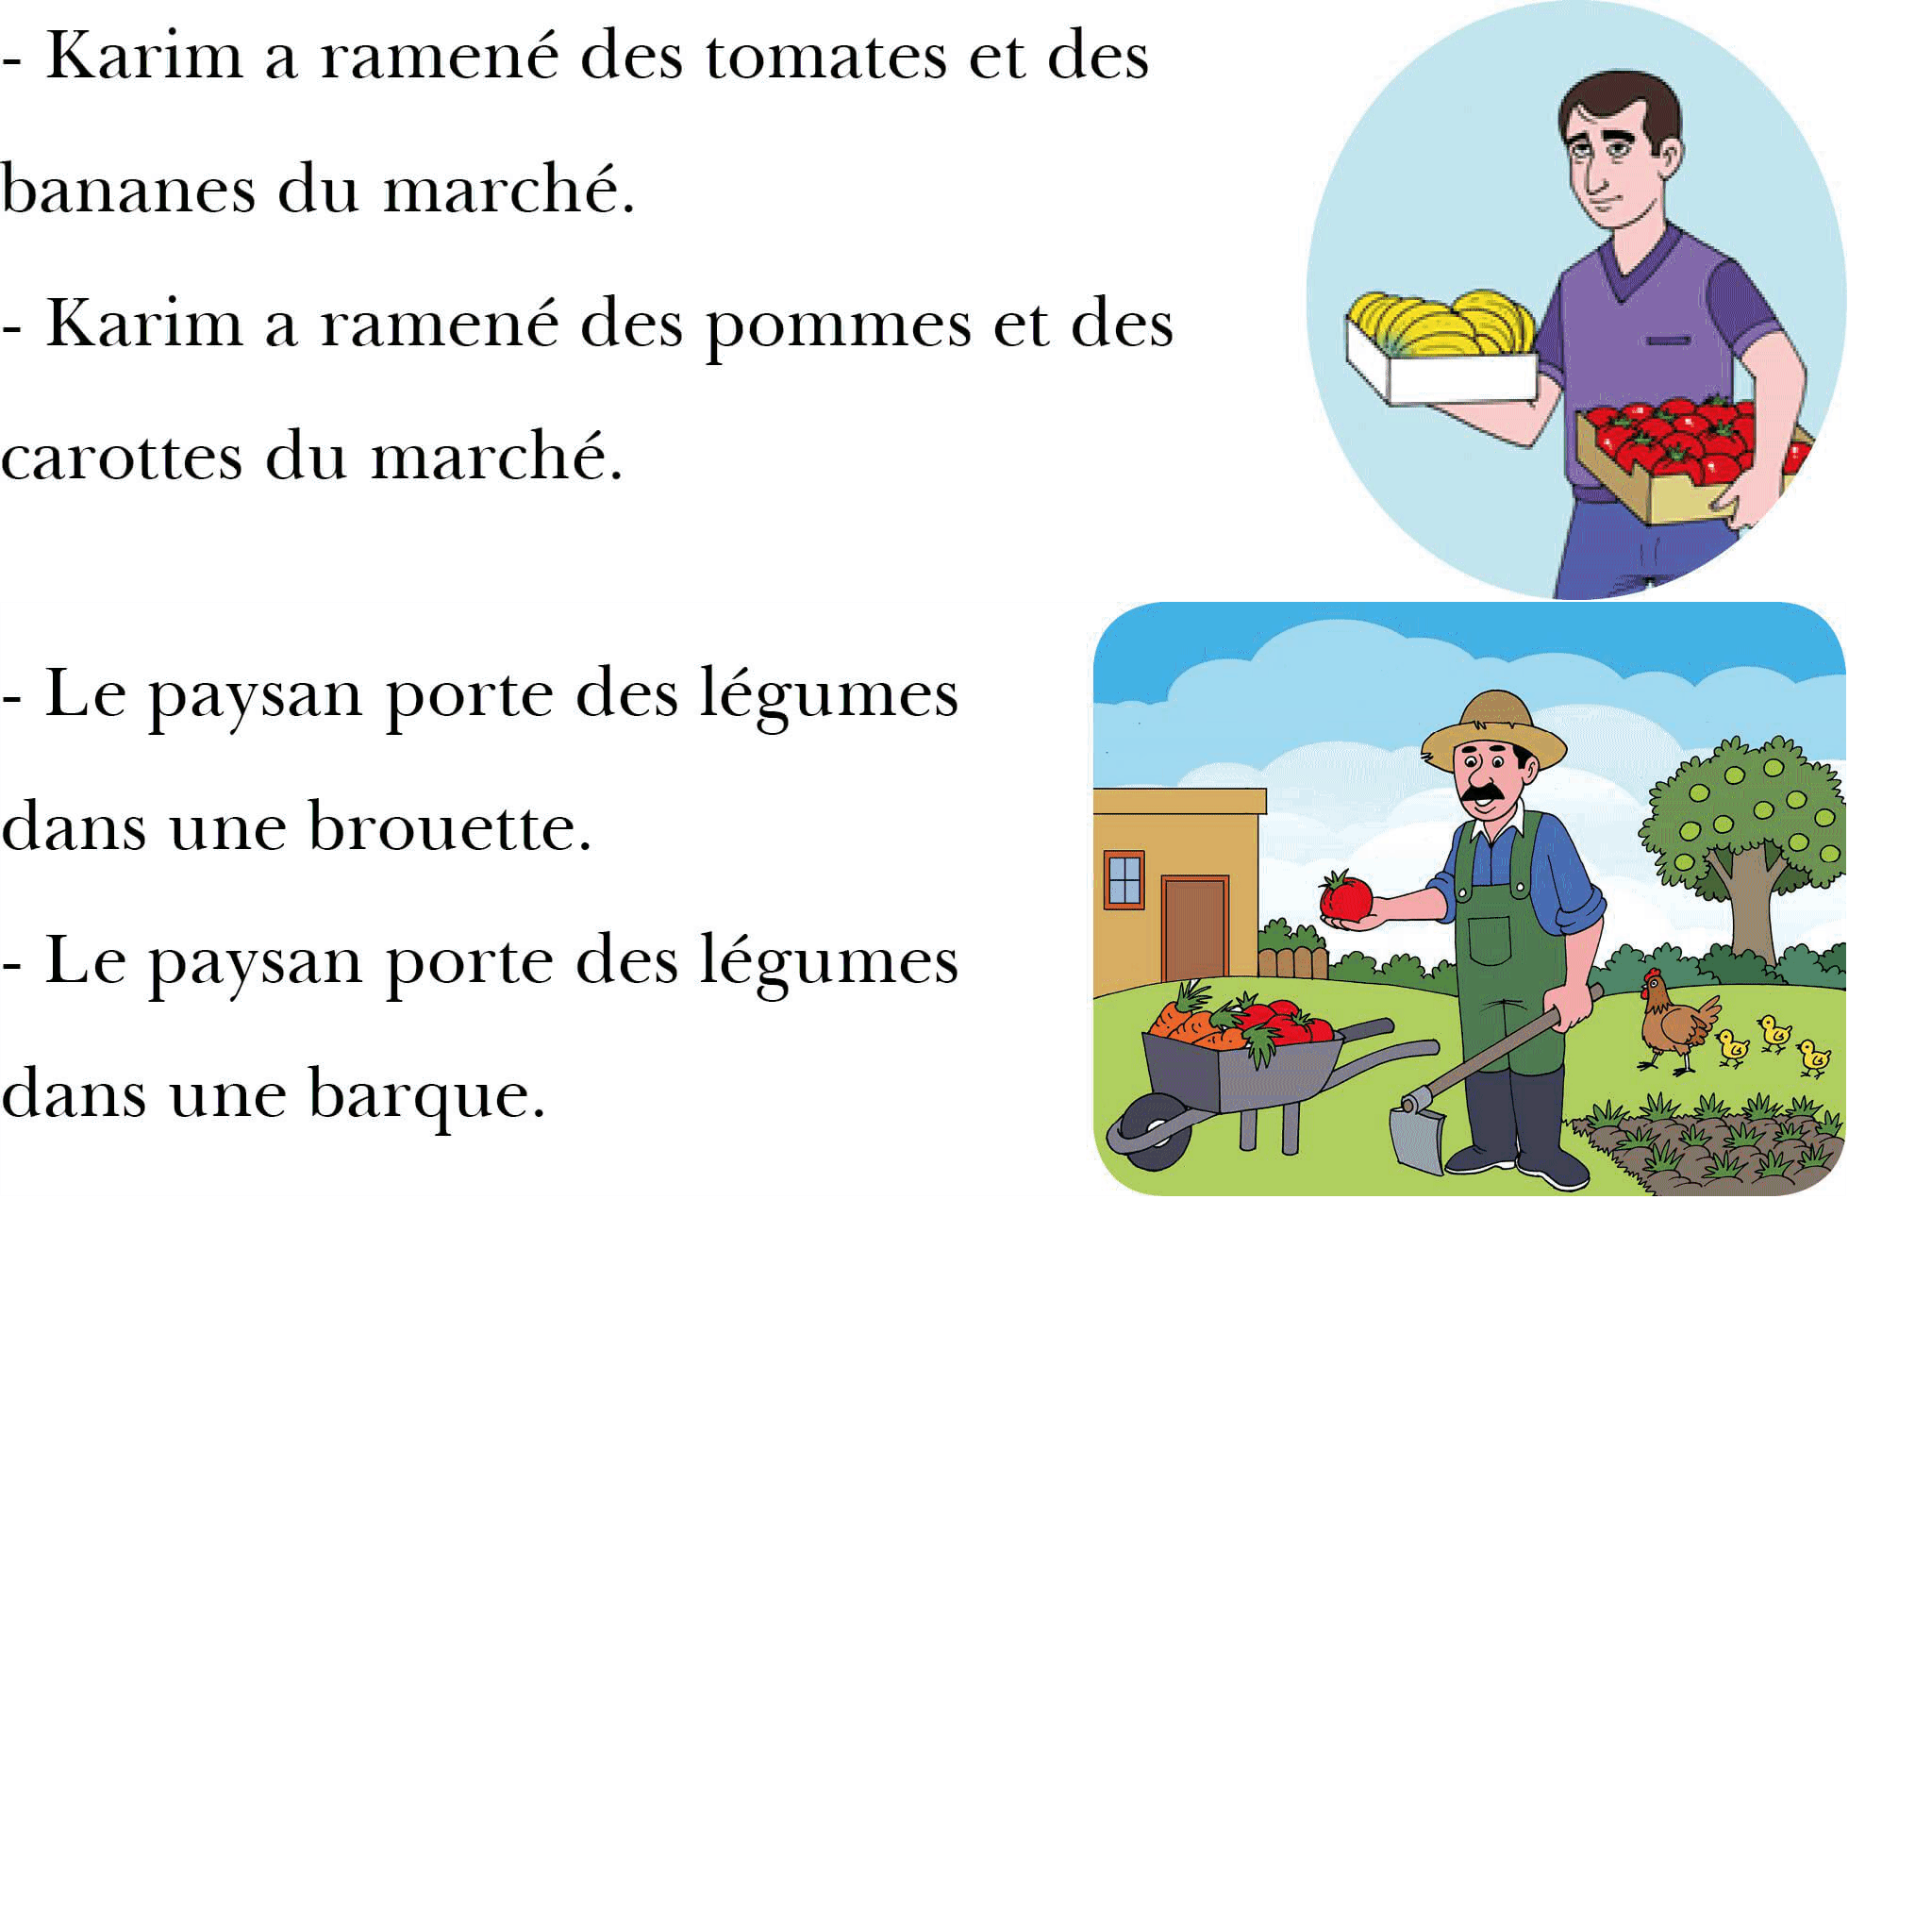 - Karim a ramené des tomates et des
bananes du marché.
- Karim a ramené des pommes et des
carottes du marché.
- Le paysan porte des légumes
dans une brouette.
- Le paysan porte des légumes
dans une barque.